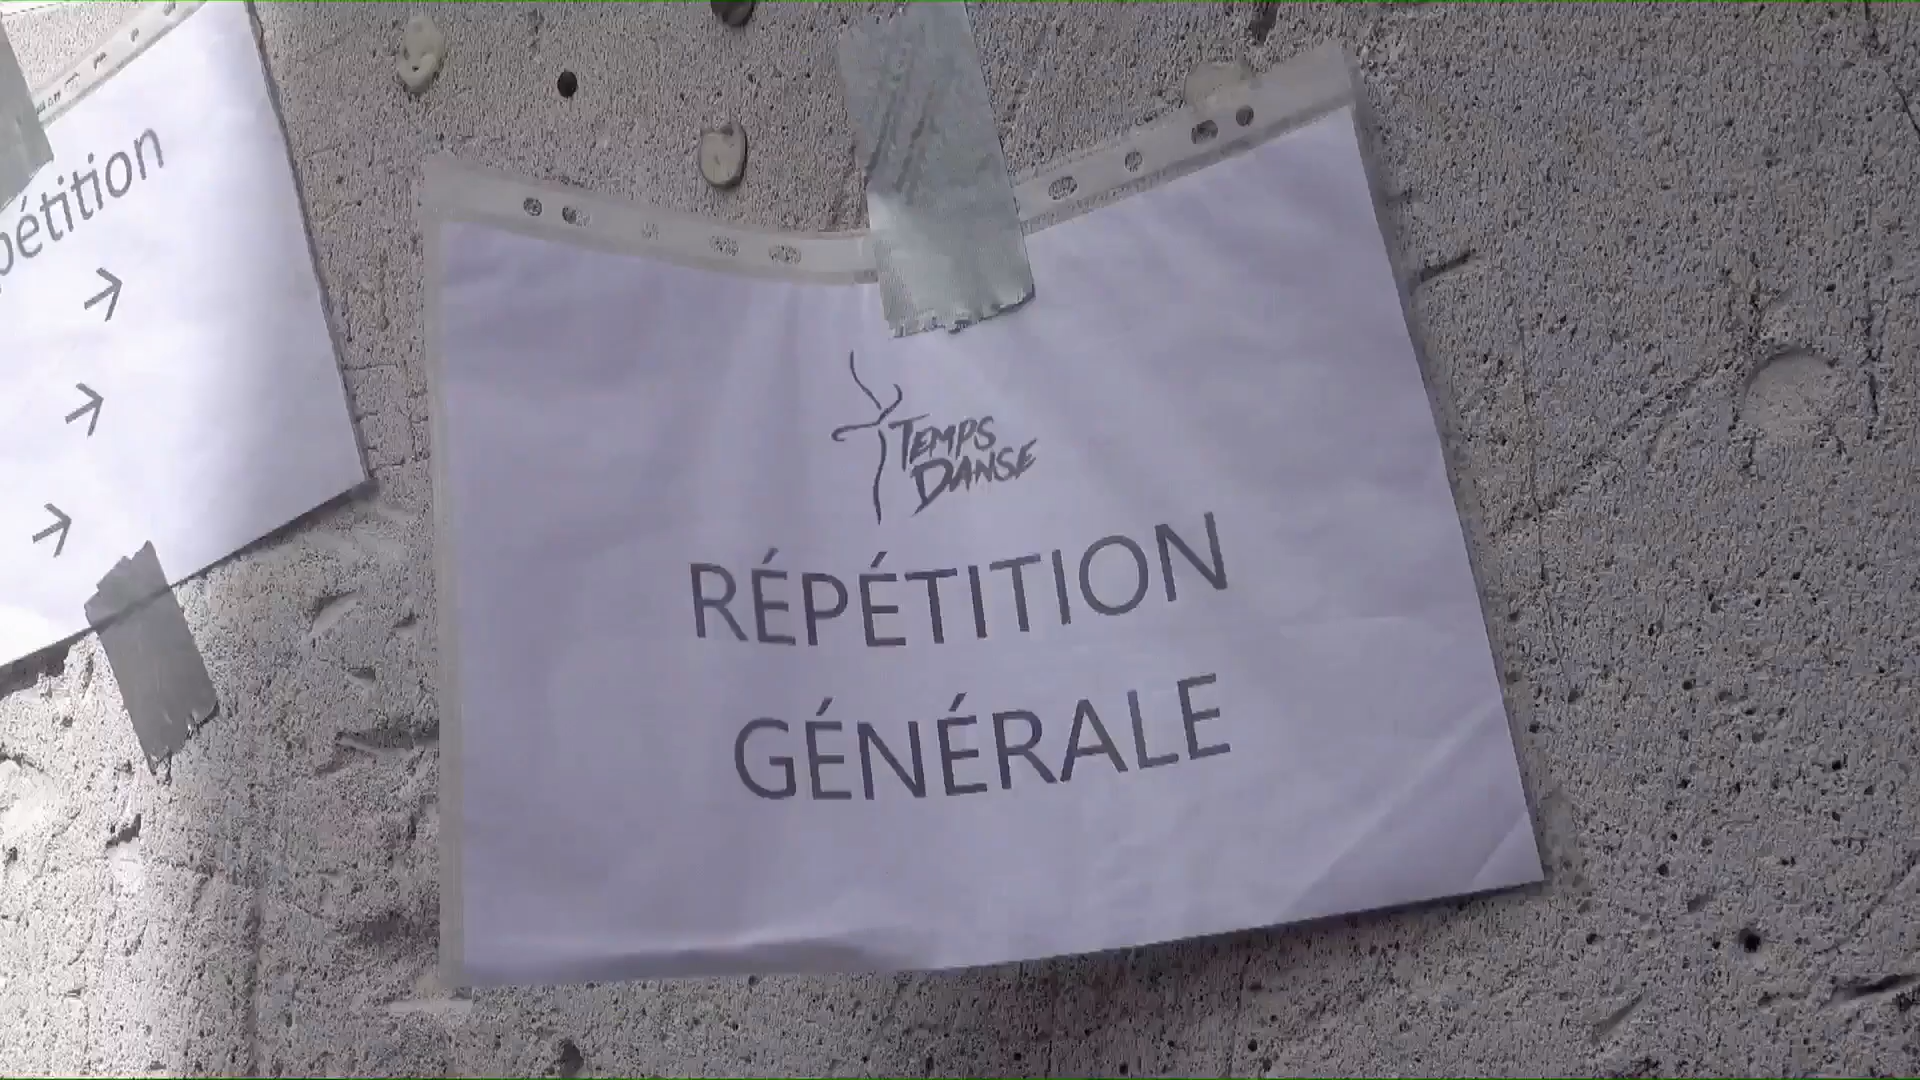 pétition
→
→
→
TEMPS
DANSE
RÉPÉTITION
GÉNÉRALE